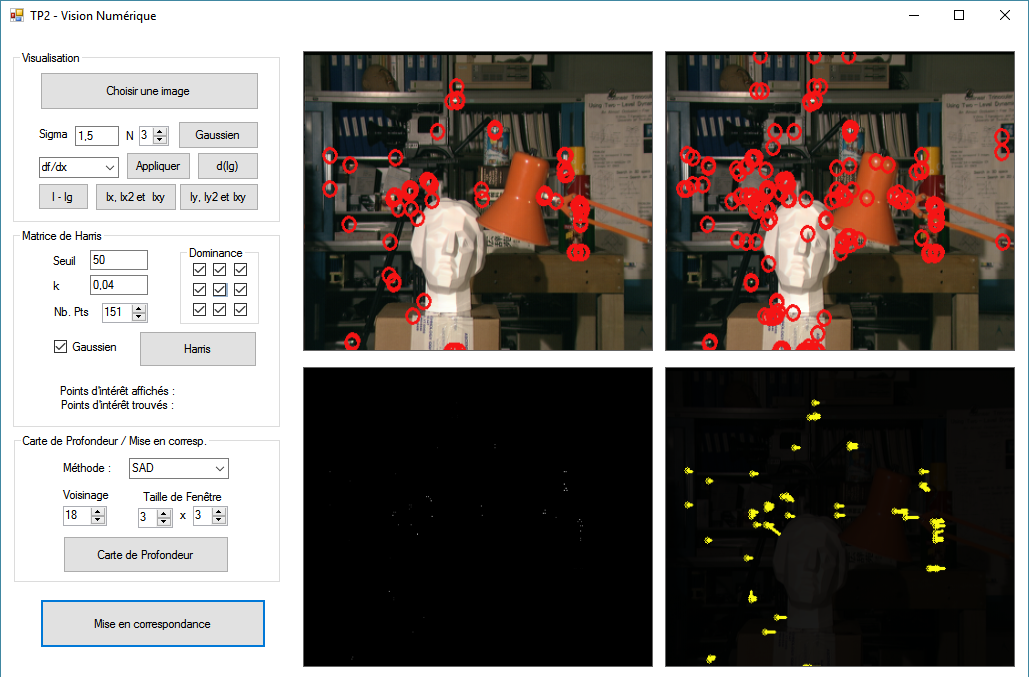 TP2 - Vision Numérique
Visualisation
Choisir une image
Sigma 1,5 N 3 Gaussien
df/dx Appliquer d(Ig)
I - Ig Ix, Ix2 et Ixy Iy, Iy2 et Ixy
Matrice de Harris
Seuil 50
k 0,04
Nb. Pts 151
Dominance
Gaussien Harris
Points d'intérêt affichés :
Points d'intérêt trouvés :
Carte de Profondeur / Mise en corresp.
Méthode : SAD
Voisinage Taille de Fenêtre
18 3 x 3
Carte de Profondeur
Mise en correspondance